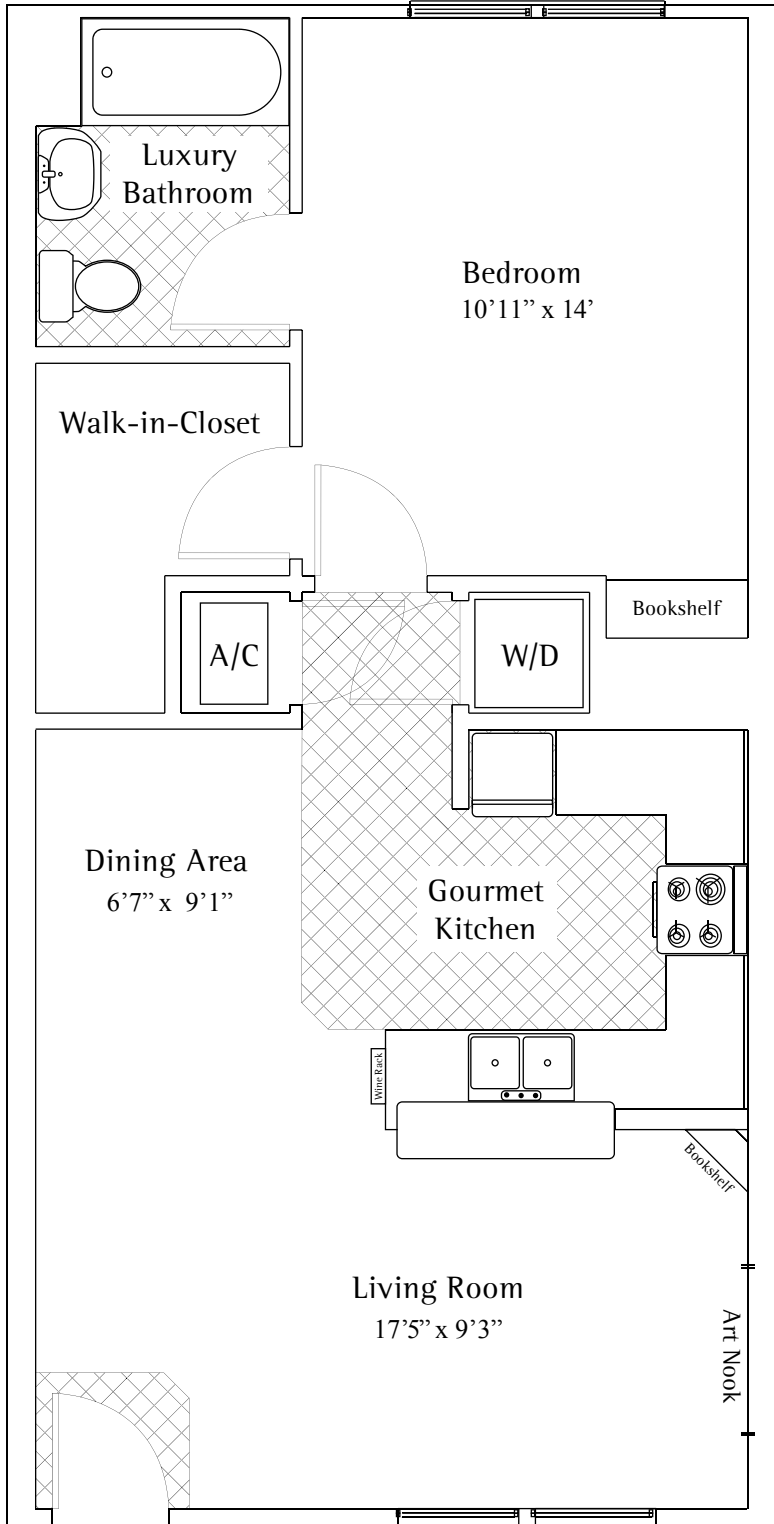 Luxury
Bathroom
Bedroom
10’11” x 14’
Walk-in-Closet
Bookshelf
A/C
W/D
Dining Area
6’7” x 9’1”
Gourmet
Kitchen
Wine Rack
Bookshelf
Living Room
17’5” x 9’3”
Art Nook